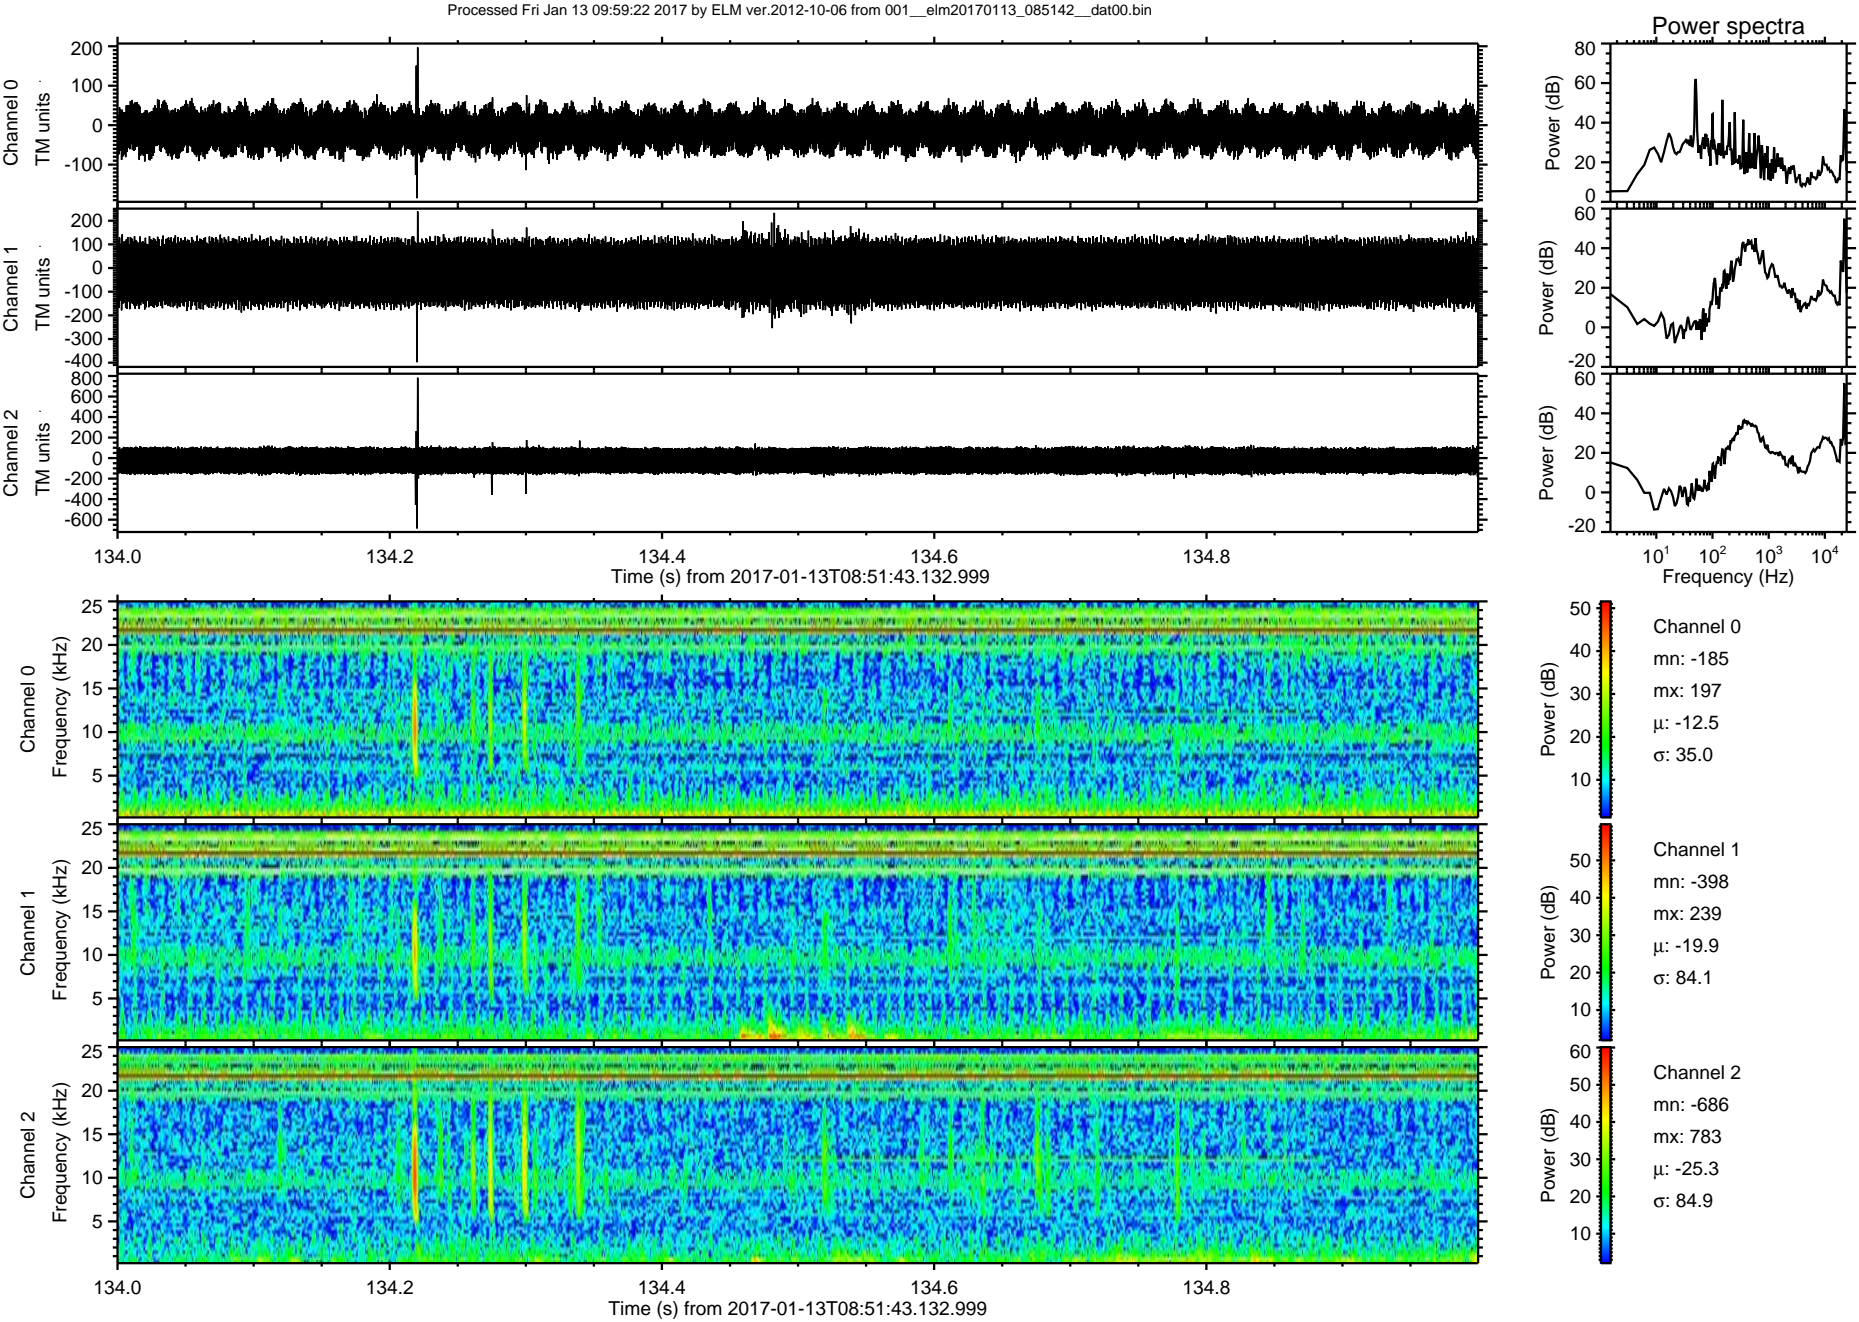 Processed Fri Jan 13 09:59:22 2017 by ELM ver.2012-10-06 from 001__elm20170113_085142__dat00.bin
Power spectra
Channel 0
TM units
200
100
0
-100
Power (dB)
80
60
40
20
0
Channel 1
TM units
200
100
0
-100
-200
-300
-400
Power (dB)
60
40
20
0
-20
Channel 2
TM units
800
600
400
200
0
-200
-400
-600
Power (dB)
60
40
20
0
-20
134.0 134.2 134.4 134.6 134.8
Time (s) from 2017-01-13T08:51:43.132.999
10¹ 10² 10³ 10⁴
Frequency (Hz)
Channel 0
Frequency (kHz)
25
20
15
10
5
Power (dB)
50
40
30
20
10
Channel 0
mn: -185
mx: 197
μ: -12.5
σ: 35.0
Channel 1
Frequency (kHz)
25
20
15
10
5
Power (dB)
50
40
30
20
10
Channel 1
mn: -398
mx: 239
μ: -19.9
σ: 84.1
Channel 2
Frequency (kHz)
25
20
15
10
5
Power (dB)
60
50
40
30
20
10
Channel 2
mn: -686
mx: 783
μ: -25.3
σ: 84.9
134.0 134.2 134.4 134.6 134.8
Time (s) from 2017-01-13T08:51:43.132.999